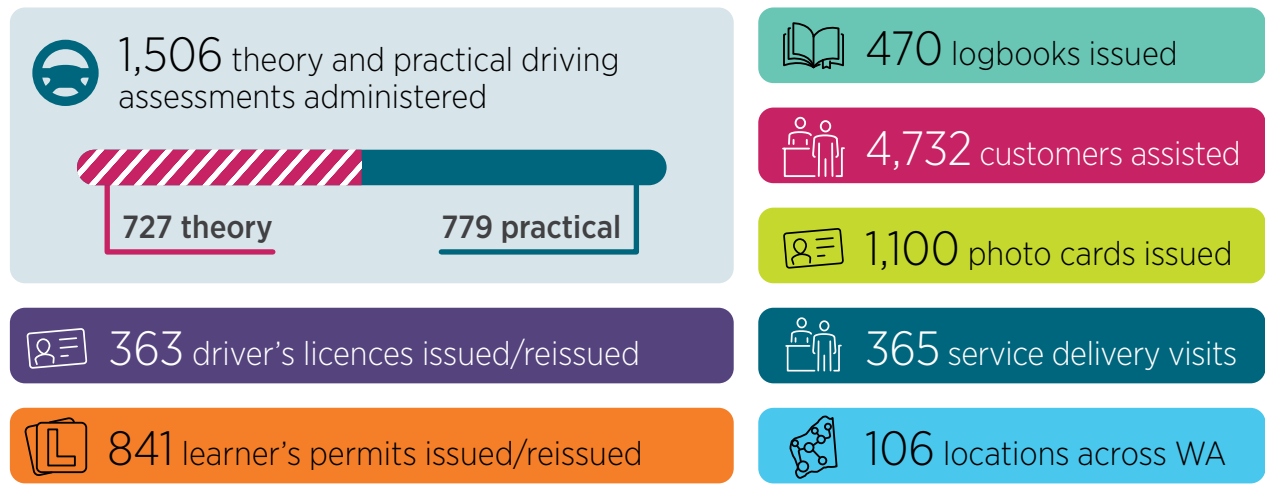 1,506 theory and practical driving
assessments administered
727 theory
779 practical
363 driver's licences issued/reissued
L
841 learner's permits issued/reissued
470 logbooks issued
4,732 customers assisted
1,100 photo cards issued
365 service delivery visits
106 locations across WA